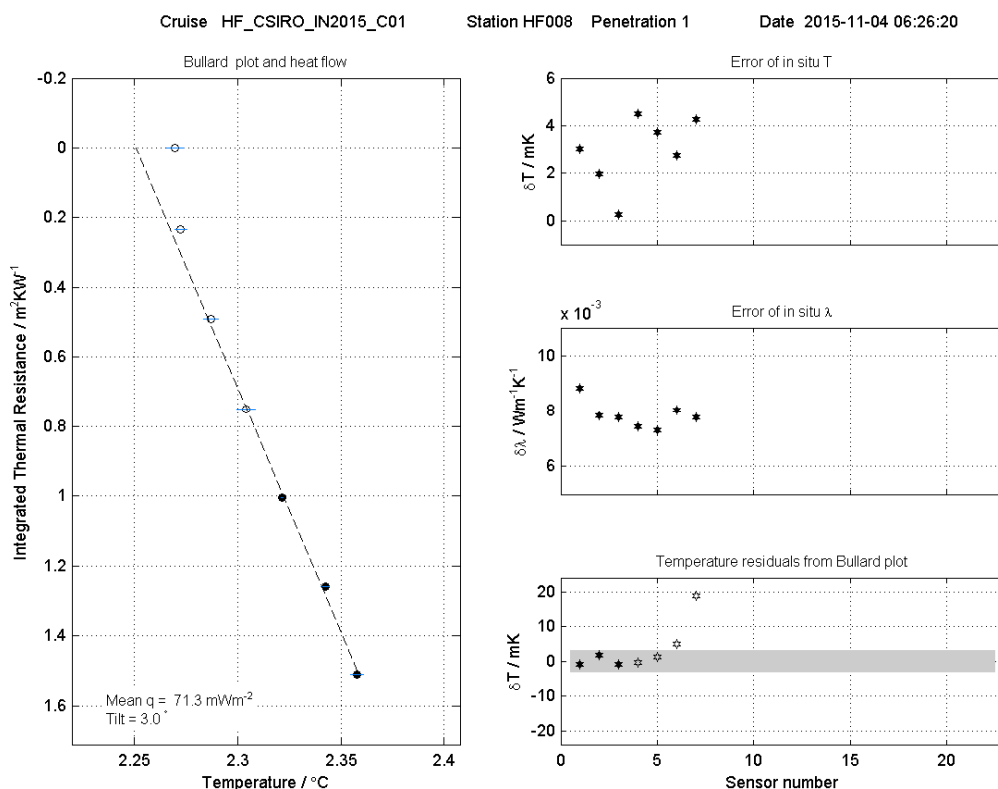 Cruise HF_CSIRO_IN2015_C01 Station HF008 Penetration 1 Date 2015-11-04 06:26:20
Bullard plot and heat flow
-0.2
0
0.2
0.4
0.6
0.8
1
1.2
1.4
1.6
Integrated Thermal Resistance / m²KW⁻¹
Mean q = 71.3 mWm⁻²
Tilt = 3.0°
2.25
2.3
2.35
2.4
Temperature / °C
Error of in situ T
6
4
2
0
δT / mK
Error of in situ λ
x 10⁻³
10
8
6
δλ / Wm⁻¹K⁻¹
Temperature residuals from Bullard plot
20
10
0
-10
-20
δT / mK
0
5
10
15
20
Sensor number